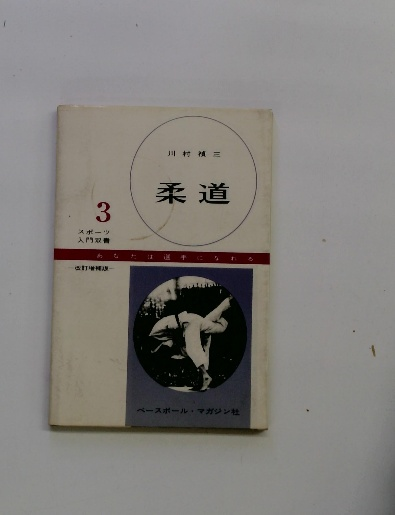 川村禎三
柔道
3
スポーツ
入門双書
あなたは選手になれる
－改訂増補版－
ベースボール・マガジン社